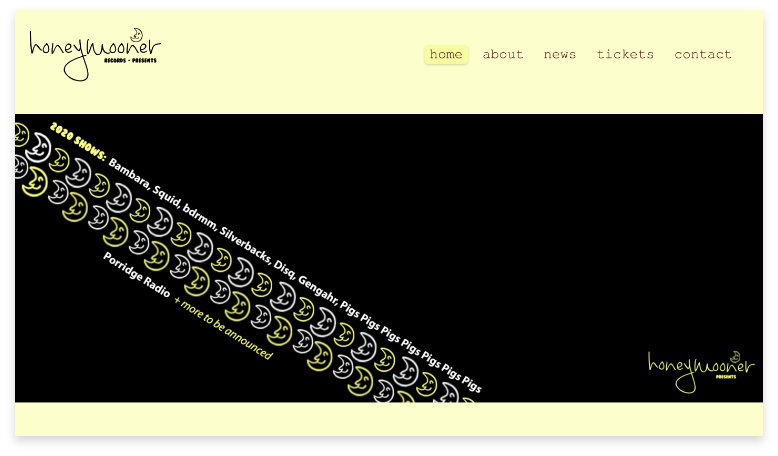 honeymooner
RECORDS • PRESENTS
home about news tickets contact
2020 SHOWS: Bambara, Squid, bdrmm, Silverbacks, Disq, Gengahr, Pigs Pigs Pigs Pigs Pigs Pigs Pigs
Porridge Radio + more to be announced
honeymooner
PRESENTS